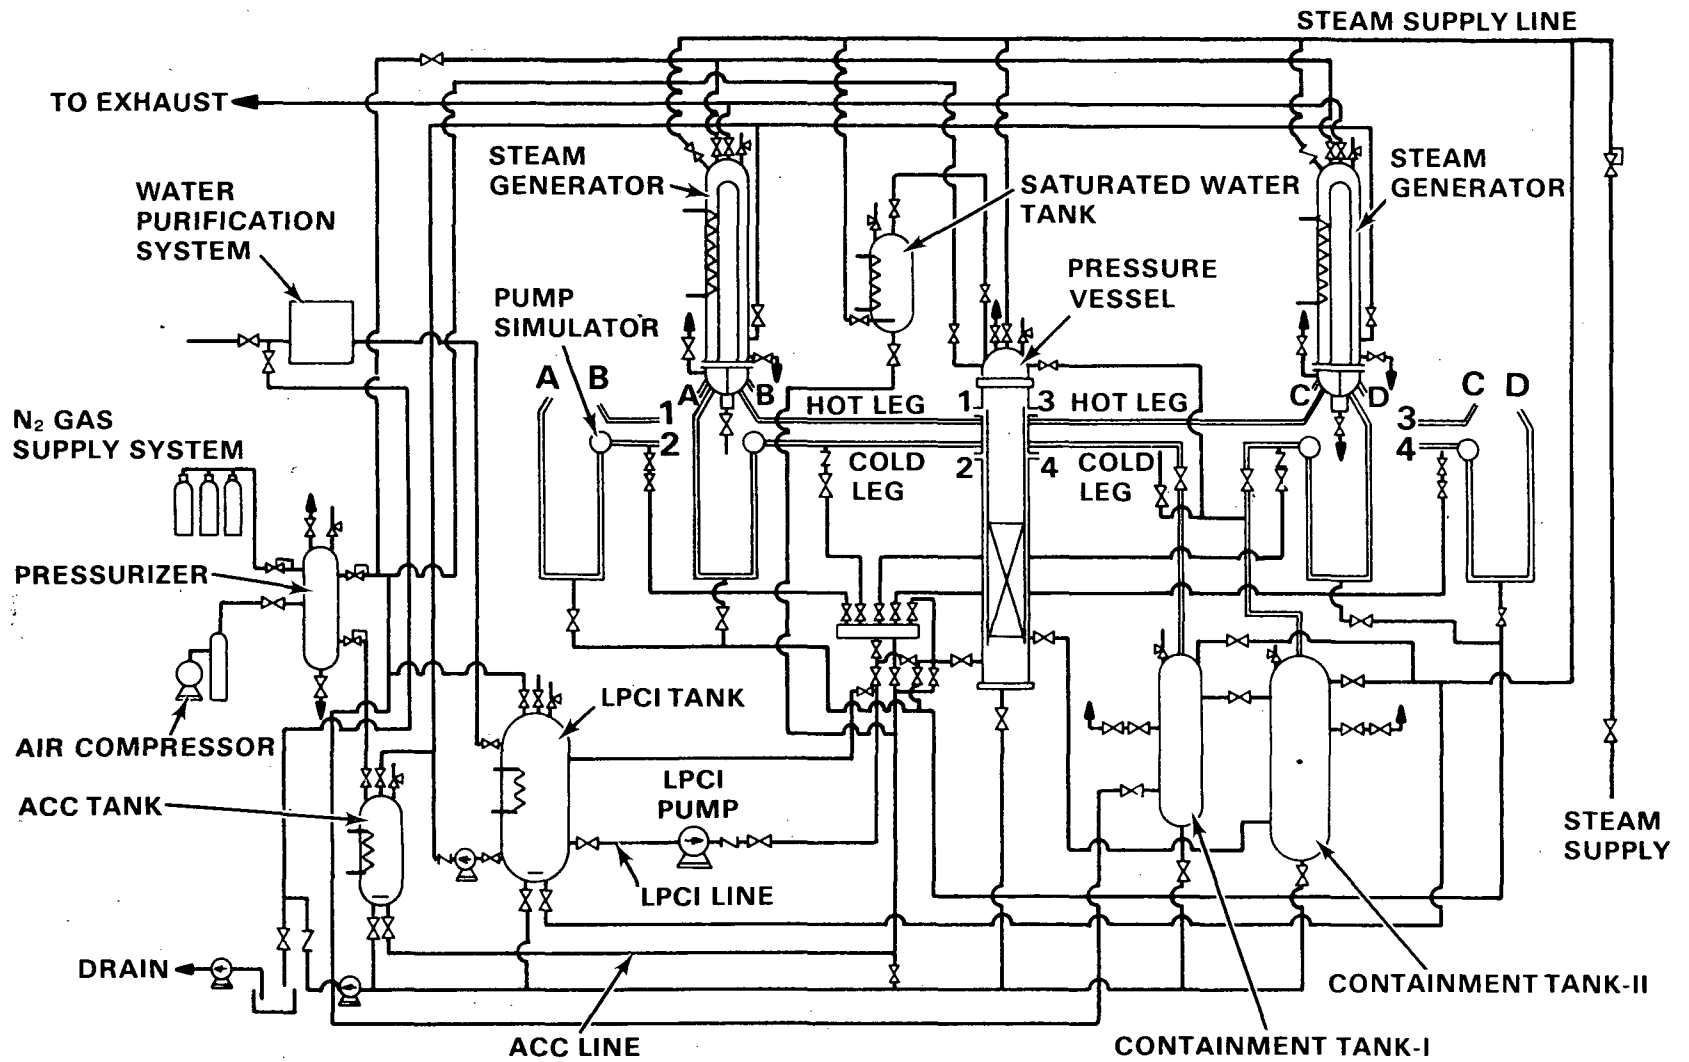 STEAM SUPPLY LINE
TO EXHAUST
STEAM
GENERATOR
STEAM
GENERATOR
WATER
PURIFICATION
SYSTEM
SATURATED WATER
TANK
PRESSURE
VESSEL
PUMP
SIMULATOR
A B
A B
C D
C D
1
2
1 3
HOT LEG
HOT LEG
3
4
2 4
COLD
LEG
COLD
LEG
N₂ GAS
SUPPLY SYSTEM
PRESSURIZER
LPCI TANK
AIR COMPRESSOR
LPCI
PUMP
ACC TANK
STEAM
SUPPLY
LPCI LINE
DRAIN
CONTAINMENT TANK-II
ACC LINE
CONTAINMENT TANK-I